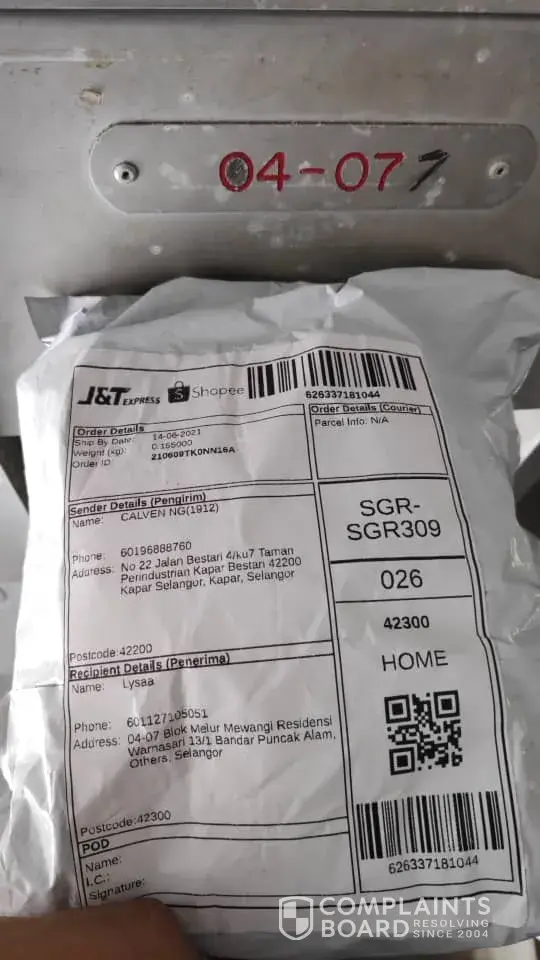 04-077
J&T EXPRESS Shopee
626337181044
Order Details
Ship By Date: 14-06-2021
Weight (kg): 0.155000
Order ID: 210609TK0NN16A
Order Details (Courier)
Parcel Info: N/A
Sender Details (Pengirim)
Name: CALVEN NG(1912)
Phone: 60196888760
Address: No 22 Jalan Bestari 4/ku7 Taman
Perindustrian Kapar Bestari 42200
Kapar Selangor, Kapar, Selangor
Postcode: 42200
SGR-
SGR309
026
42300
HOME
Recipient Details (Penerima)
Name: Lysaa
Phone: 601127105051
Address: 04-07 Blok Melur Mewangi Residensi
Warnasari 13/1 Bandar Puncak Alam,
Others, Selangor
Postcode: 42300
POD
Name:
I.C.:
Signature:
626337181044
COMPLAINTS
BOARD RESOLVING
SINCE 2004